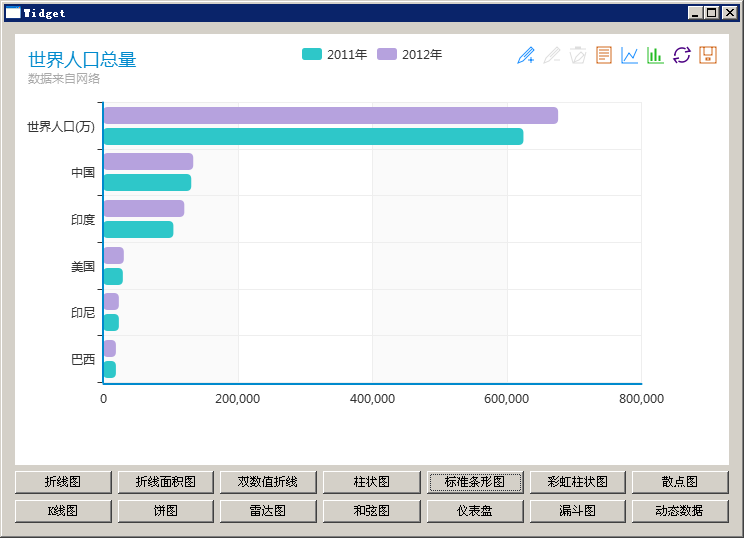 Widget
世界人口总量
数据来自网络
2011年 2012年
世界人口(万)
中国
印度
美国
印尼
巴西
0 200,000 400,000 600,000 800,000
折线图 折线面积图 双数值折线 柱状图 标准条形图 彩虹柱状图 散点图
K线图 饼图 雷达图 和弦图 仪表盘 漏斗图 动态数据